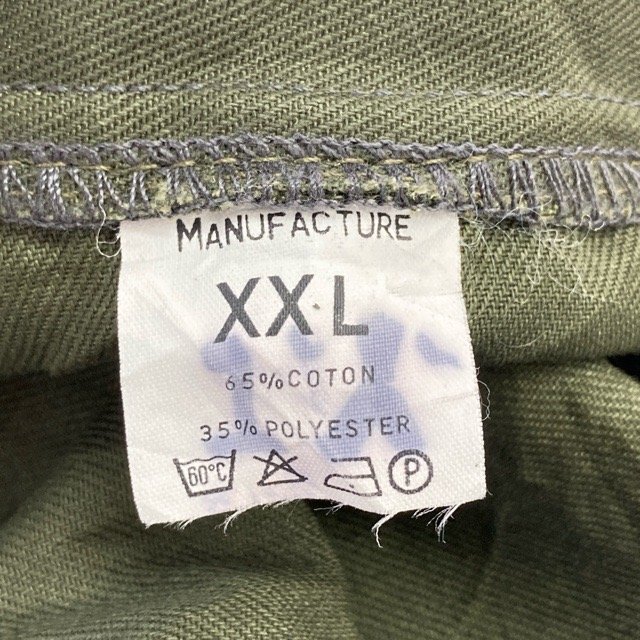 MANUFACTURE
XXL
65% COTON
35% POLYESTER
60°C P